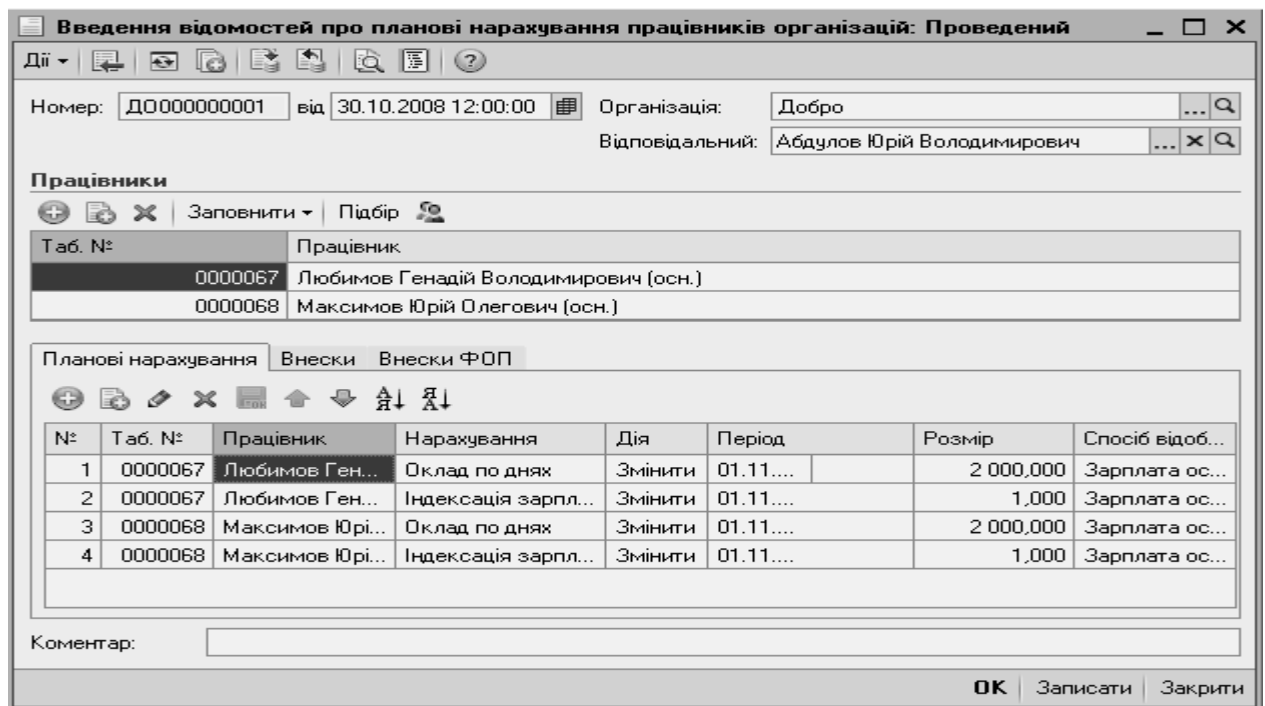 Введення відомостей про планові нарахування працівників організацій: Проведений
Дії
Номер: ДО000000001 від 30.10.2008 12:00:00 Організація: Добро ...
Відповідальний: Абдулов Юрій Володимирович ...
Працівники
Заповнити Підбір
Таб. № Працівник
0000067 Любимов Генадій Володимирович (осн.)
0000068 Максимов Юрій Олегович (осн.)
Планові нарахування Внески Внески ФОП
№ Таб. № Працівник Нарахування Дія Період Розмір Спосіб відоб...
1 0000067 Любимов Ген... Оклад по днях Змінити 01.11.... 2 000,000 Зарплата ос...
2 0000067 Любимов Ген... Індексація зарпл... Змінити 01.11.... 1,000 Зарплата ос...
3 0000068 Максимов Юрі... Оклад по днях Змінити 01.11.... 2 000,000 Зарплата ос...
4 0000068 Максимов Юрі... Індексація зарпл... Змінити 01.11.... 1,000 Зарплата ос...
Коментар:
ОК Записати Закрити